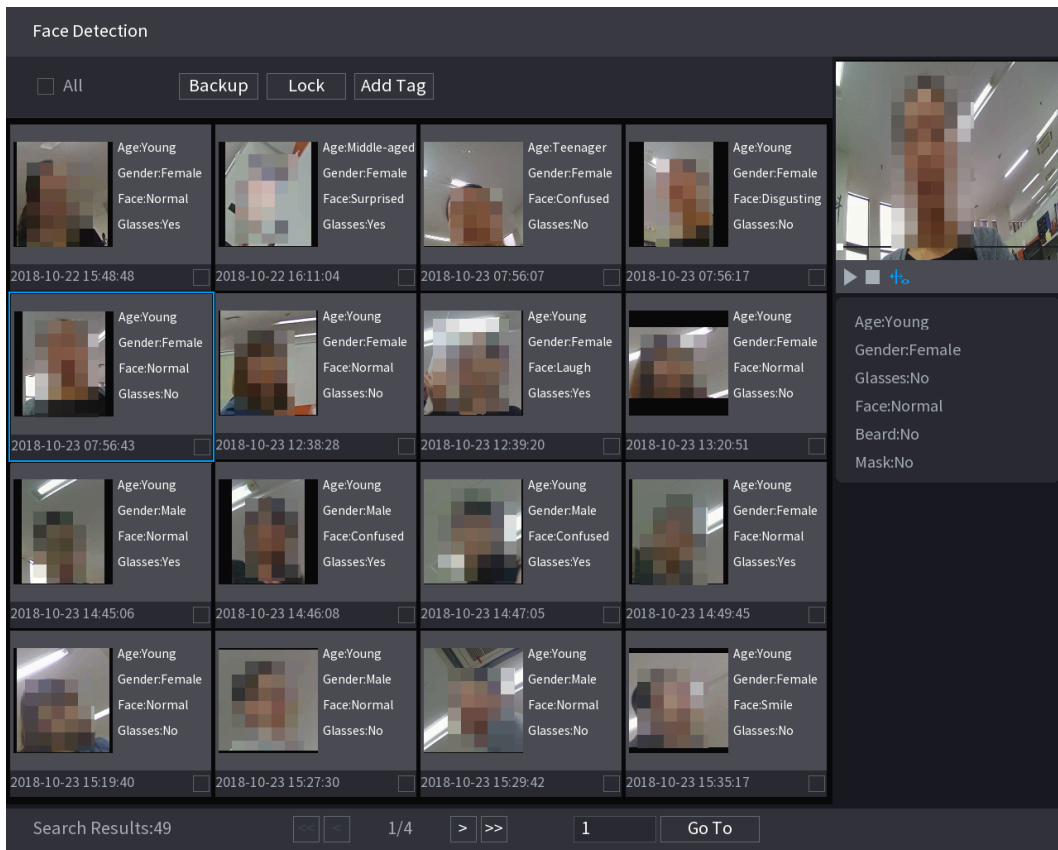 Face Detection
All Backup Lock Add Tag
Age:Young
Gender:Female
Face:Normal
Glasses:Yes
2018-10-22 15:48:48
Age:Middle-aged
Gender:Female
Face:Surprised
Glasses:Yes
2018-10-22 16:11:04
Age:Teenager
Gender:Female
Face:Confused
Glasses:No
2018-10-23 07:56:07
Age:Young
Gender:Female
Face:Disgusting
Glasses:No
2018-10-23 07:56:17
Age:Young
Gender:Female
Face:Normal
Glasses:No
2018-10-23 07:56:43
Age:Young
Gender:Female
Face:Normal
Glasses:No
2018-10-23 12:38:28
Age:Young
Gender:Female
Face:Laugh
Glasses:Yes
2018-10-23 12:39:20
Age:Young
Gender:Female
Face:Normal
Glasses:No
2018-10-23 13:20:51
Age:Young
Gender:Male
Face:Normal
Glasses:Yes
2018-10-23 14:45:06
Age:Young
Gender:Male
Face:Confused
Glasses:Yes
2018-10-23 14:46:08
Age:Young
Gender:Male
Face:Confused
Glasses:Yes
2018-10-23 14:47:05
Age:Young
Gender:Female
Face:Normal
Glasses:Yes
2018-10-23 14:49:45
Age:Young
Gender:Female
Face:Normal
Glasses:No
2018-10-23 15:19:40
Age:Young
Gender:Male
Face:Normal
Glasses:No
2018-10-23 15:27:30
Age:Young
Gender:Male
Face:Normal
Glasses:No
2018-10-23 15:29:42
Age:Young
Gender:Female
Face:Smile
Glasses:No
2018-10-23 15:35:17
Age:Young
Gender:Female
Glasses:No
Face:Normal
Beard:No
Mask:No
Search Results:49 << < 1/4 > >> 1 Go To